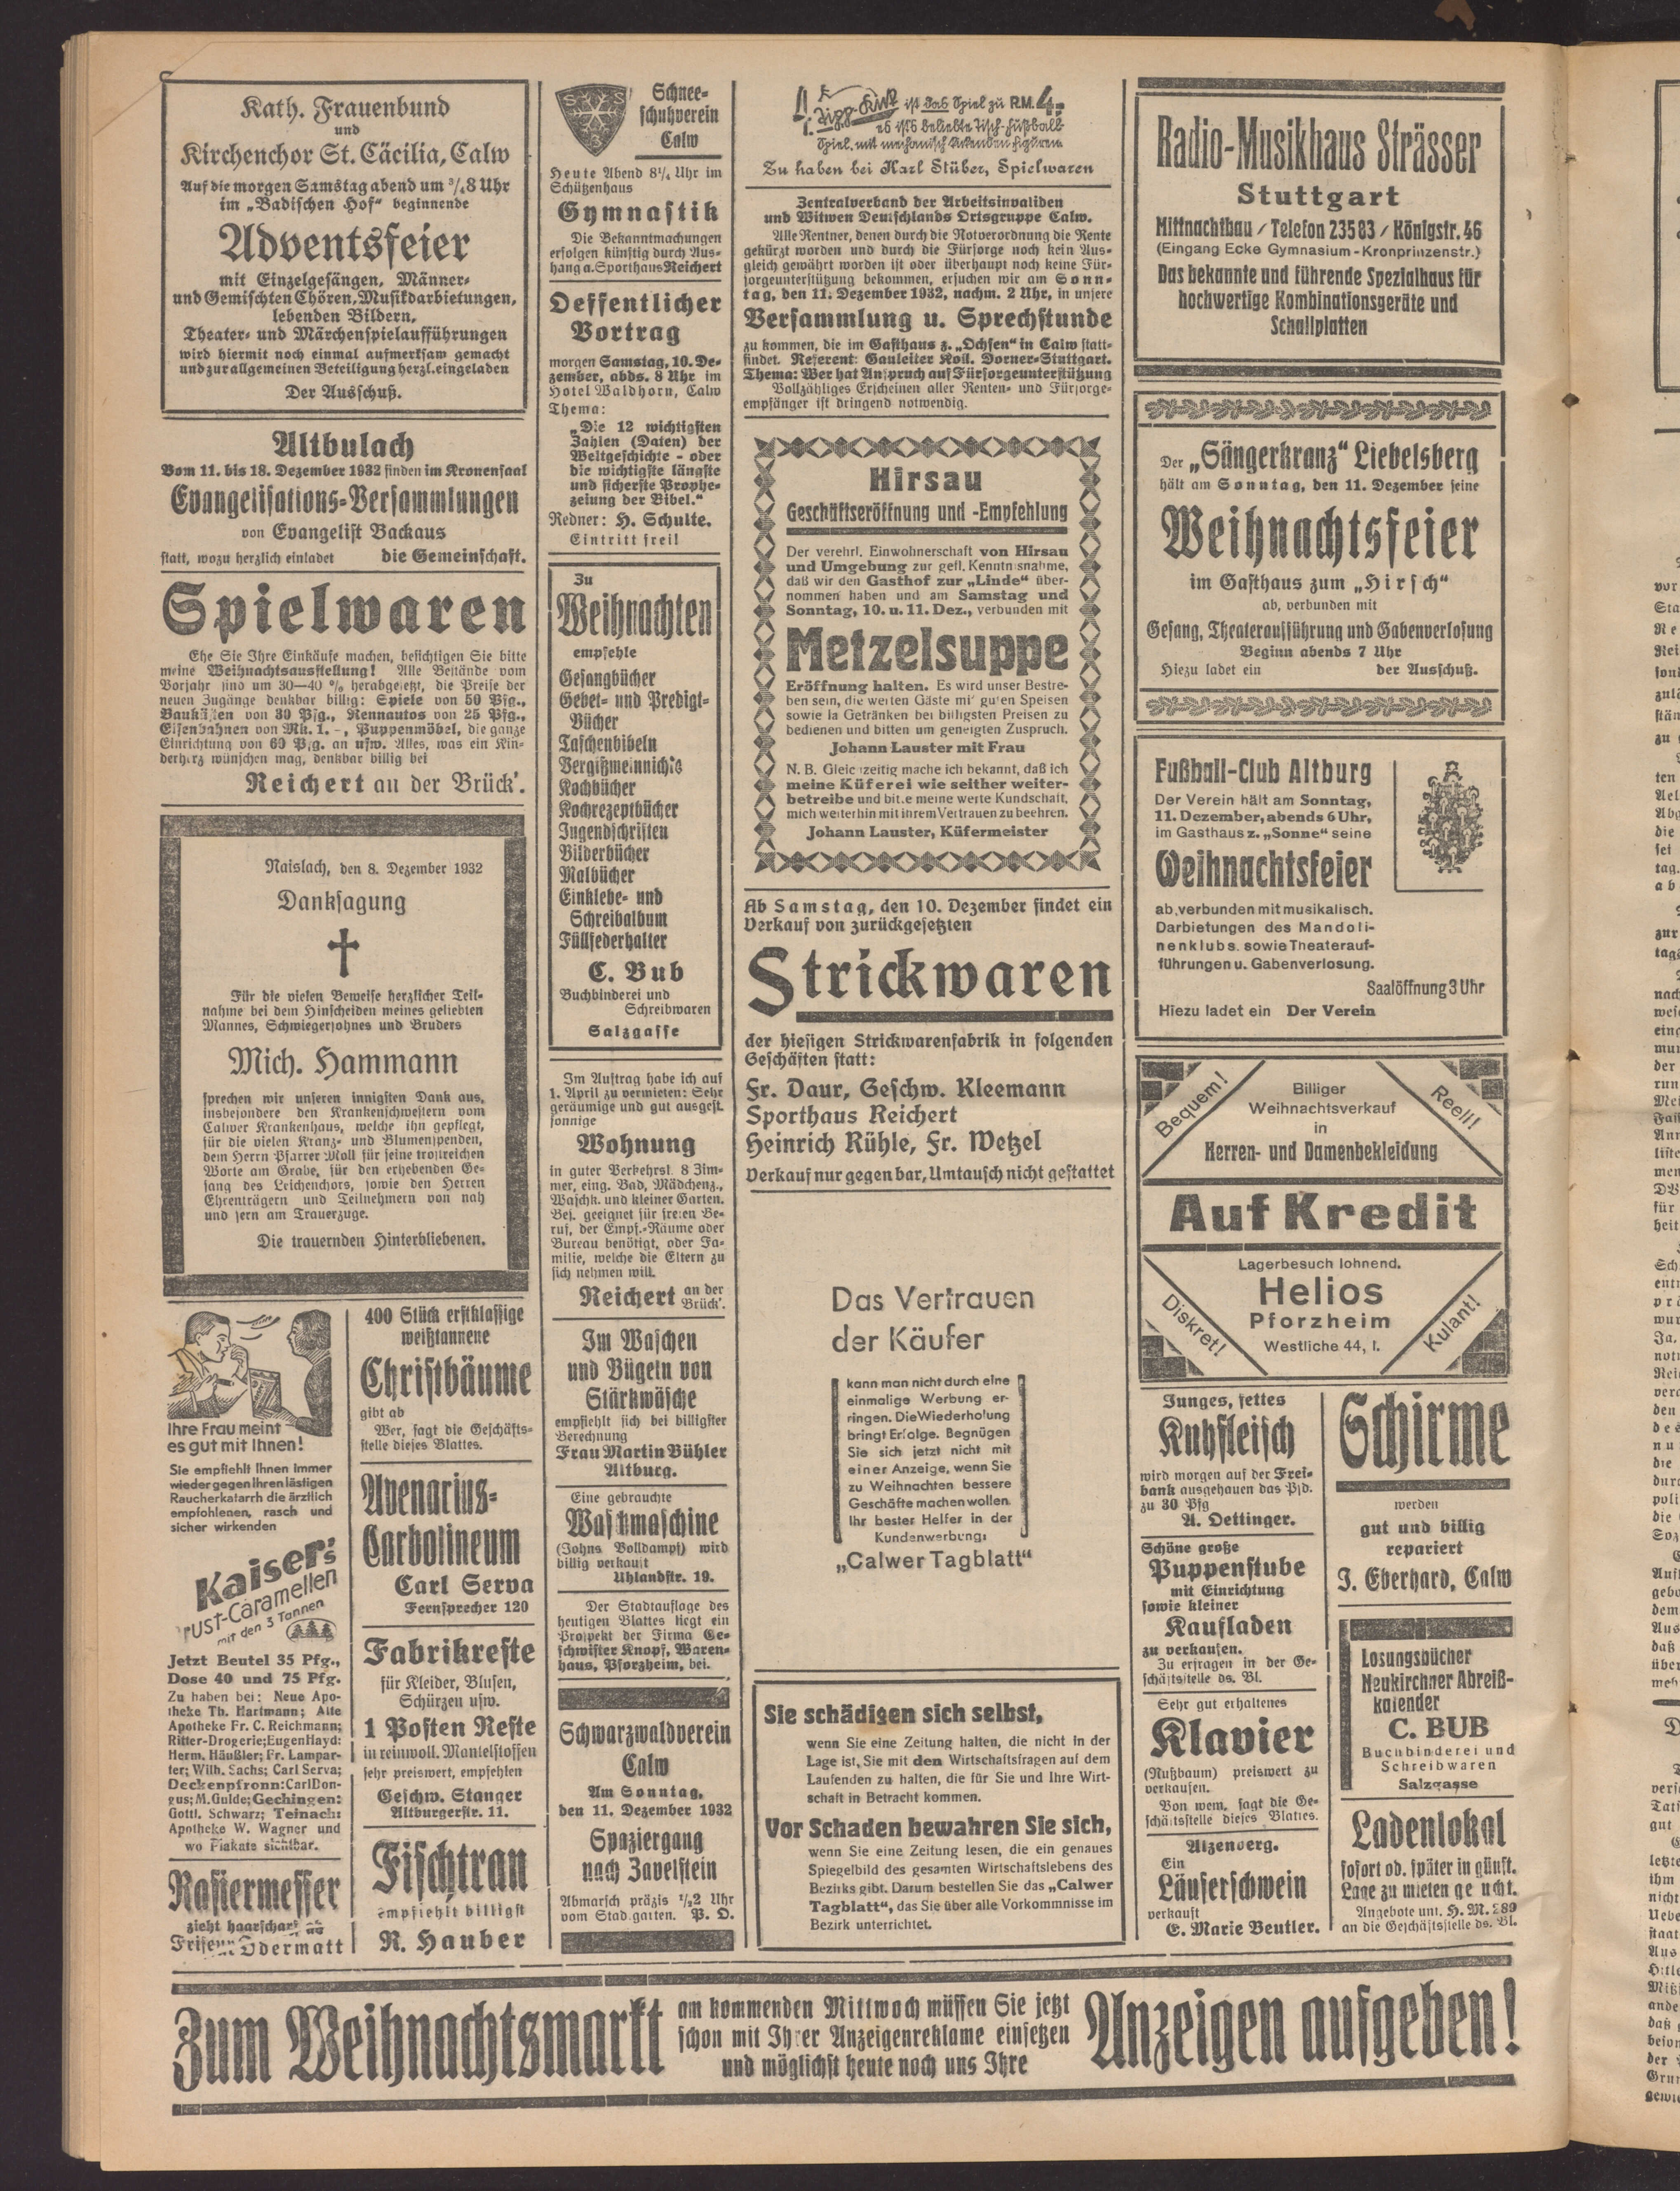 Kath. Frauenbund
und
Kirchenchor St. Cäcilia, Calw
Auf die morgen Samstag abend um ³/₄8 Uhr
im „Badischen Hof“ beginnende
Adventsfeier
mit Einzelgesängen, Männer-
und Gemischten Chören, Musikdarbietungen,
lebenden Bildern,
Theater- und Märchenspielaufführungen
wird hiermit noch einmal aufmerksam gemacht
und zur allgemeinen Beteiligung herzl. eingeladen
Der Ausschuß.
Altbulach
Vom 11. bis 18. Dezember 1932 finden im Kronensaal
Evangelisations-Versammlungen
von Evangelist Backaus
statt, wozu herzlich einladet die Gemeinschaft.
Spielwaren
Ehe Sie Ihre Einkäufe machen, besichtigen Sie bitte
meine Weihnachtsausstellung! Alle Bestände vom
Vorjahr sind um 30—40 % herabgesetzt, die Preise der
neuen Zugänge denkbar billig: Spiele von 50 Pfg.,
Baukästen von 30 Pfg., Rennautos von 25 Pfg.,
Eisenbahnen von Mk. 1.-, Puppenmöbel, die ganze
Einrichtung von 60 Pfg. an usw. Alles, was ein Kin-
derherz wünschen mag, denkbar billig bei
Reichert an der Brück'.
Naislach, den 8. Dezember 1932
Danksagung
Für die vielen Beweise herzlicher Teil-
nahme bei dem Hinscheiden meines geliebten
Mannes, Schwiegersohnes und Bruders
Mich. Hammann
sprechen wir unseren innigsten Dank aus,
insbesondere den Krankenschwestern vom
Calwer Krankenhaus, welche ihn gepflegt,
für die vielen Kranz- und Blumenspenden,
dem Herrn Pfarrer Moll für seine trostreichen
Worte am Grabe, für den erhebenden Ge-
sang des Leichenchors, sowie den Herren
Ehrenträgern und Teilnehmern von nah
und fern am Trauerzuge.
Die trauernden Hinterbliebenen.
Ihre Frau meint
es gut mit Ihnen!
Sie empfiehlt Ihnen immer
wieder gegen Ihren lästigen
Raucherkatarrh die ärztlich
empfohlenen, rasch und
sicher wirkenden
Kaiser's
rust-Caramellen
mit den 3 Tannen
Jetzt Beutel 35 Pfg.,
Dose 40 und 75 Pfg.
Zu haben bei: Neue Apo-
theke Th. Hartmann; Alte
Apotheke Fr. C. Reichmann;
Ritter-Drogerie; Eugen Hayd:
Herm. Häußler; Fr. Lampar-
ter; Wilh. Sachs; Carl Serva;
Deckenpfronn: Carl Don-
gus; M. Gulde; Gechingen:
Gottl. Schwarz; Teinach:
Apotheke W. Wagner und
wo Plakate sichtbar.
Rasiermesser
zieht haarscharf ab
Friseur Odermatt
400 Stück erstklassige
weißtannene
Christbäume
gibt ab
Wer, sagt die Geschäfts-
stelle dieses Blattes.
Avenarius-
Carbolineum
Carl Serva
Fernsprecher 120
Fabrikreste
für Kleider, Blusen,
Schürzen usw.
1 Posten Reste
in reinwoll. Mantelstoffen
sehr preiswert, empfehlen
Geschw. Stanger
Altburgerstr. 11.
Fischtran
empfiehlt billigst
R. Hauber
Schnee-
schuhverein
Calw
Heute Abend 8¹/₄ Uhr im
Schützenhaus
Gymnastik
Die Bekanntmachungen
erfolgen künftig durch Aus-
hang a. Sporthaus Reichert
Oeffentlicher
Vortrag
morgen Samstag, 10. De-
zember, abds. 8 Uhr im
Hotel Waldhorn, Calw
Thema:
„Die 12 wichtigsten
Zahlen (Daten) der
Weltgeschichte - oder
die wichtigste längste
und sicherste Prophe-
zeiung der Bibel.“
Redner: H. Schulte.
Eintritt frei!
Zu
Weihnachten
empfehle
Gesangbücher
Gebet- und Predigt-
Bücher
Taschenbibeln
Vergißmeinnichts
Kochbücher
Kochrezeptbücher
Jugendschriften
Bilderbücher
Malbücher
Einklebe- und
Schreibalbum
Füllfederhalter
C. Bub
Buchbinderei und
Schreibwaren
Salzgasse
Im Auftrag habe ich auf
1. April zu vermieten: Sehr
geräumige und gut ausgest.
sonnige
Wohnung
in guter Verkehrsl. 8 Zim-
mer, eing. Bad, Mädchenz.,
Waschk. und kleiner Garten.
Bes. geeignet für freien Be-
ruf, der Empf.-Räume oder
Bureau benötigt, oder Fa-
milie, welche die Eltern zu
sich nehmen will.
Reichert an der Brück'.
Im Waschen
und Bügeln von
Stärkwäsche
empfiehlt sich bei billigster
Berechnung
Frau Martin Bühler
Altburg.
Eine gebrauchte
Waschmaschine
(Johns Volldampf) wird
billig verkauft
Uhlandstr. 19.
Der Stadtauflage des
heutigen Blattes liegt ein
Prospekt der Firma Ge-
schwister Knopf, Waren-
haus, Pforzheim, bei.
Schwarzwaldverein
Calw
Am Sonntag,
den 11. Dezember 1932
Spaziergang
nach Zavelstein
Abmarsch präzis ¹/₂2 Uhr
vom Stadtgarten. P. O.
Tipp-Kick ist das Spiel zu R.M. 4.-
es ist's beliebte Tisch-Fußball-
Spiel, mit mechanisch kickenden Figuren
Zu haben bei Karl Stüber, Spielwaren
Zentralverband der Arbeitsinvaliden
und Witwen Deutschlands Ortsgruppe Calw.
Alle Rentner, denen durch die Notverordnung die Rente
gekürzt worden und durch die Fürsorge noch kein Aus-
gleich gewährt worden ist oder überhaupt noch keine Für-
sorgeunterstützung bekommen, ersuchen wir am Sonn-
tag, den 11. Dezember 1932, nachm. 2 Uhr, in unsere
Versammlung u. Sprechstunde
zu kommen, die im Gasthaus z. „Ochsen“ in Calw statt-
findet. Referent: Gauleiter Koll. Dorner-Stuttgart.
Thema: Wer hat Anspruch auf Fürsorgeunterstützung
Vollzähliges Erscheinen aller Renten- und Fürsorge-
empfänger ist dringend notwendig.
Hirsau
Geschäftseröffnung und -Empfehlung
Der verehrl. Einwohnerschaft von Hirsau
und Umgebung zur gefl. Kenntnisnahme,
daß wir den Gasthof zur „Linde“ über-
nommen haben und am Samstag und
Sonntag, 10. u. 11. Dez., verbunden mit
Metzelsuppe
Eröffnung halten. Es wird unser Bestre-
ben sein, die werten Gäste mit guten Speisen
sowie la Getränken bei billigsten Preisen zu
bedienen und bitten um geneigten Zuspruch.
Johann Lauster mit Frau
N. B. Gleichzeitig mache ich bekannt, daß ich
meine Küferei wie seither weiter-
betreibe und bitte meine werte Kundschaft,
mich weiterhin mit ihrem Vertrauen zu beehren.
Johann Lauster, Küfermeister
Ab Samstag, den 10. Dezember findet ein
Verkauf von zurückgesetzten
Strickwaren
der hiesigen Strickwarenfabrik in folgenden
Geschäften statt:
Fr. Daur, Geschw. Kleemann
Sporthaus Reichert
Heinrich Rühle, Fr. Wetzel
Verkauf nur gegen bar, Umtausch nicht gestattet
Das Vertrauen
der Käufer
kann man nicht durch eine
einmalige Werbung er-
ringen. Die Wiederholung
bringt Erfolge. Begnügen
Sie sich jetzt nicht mit
einer Anzeige, wenn Sie
zu Weihnachten bessere
Geschäfte machen wollen.
Ihr bester Helfer in der
Kundenwerbung:
„Calwer Tagblatt“
Sie schädigen sich selbst,
wenn Sie eine Zeitung halten, die nicht in der
Lage ist, Sie mit den Wirtschaftsfragen auf dem
Laufenden zu halten, die für Sie und Ihre Wirt-
schaft in Betracht kommen.
Vor Schaden bewahren Sie sich,
wenn Sie eine Zeitung lesen, die ein genaues
Spiegelbild des gesamten Wirtschaftslebens des
Bezirks gibt. Darum bestellen Sie das „Calwer
Tagblatt“, das Sie über alle Vorkommnisse im
Bezirk unterrichtet.
Radio-Musikhaus Strässer
Stuttgart
Mittnachtbau / Telefon 23583 / Königstr. 46
(Eingang Ecke Gymnasium-Kronprinzenstr.)
Das bekannte und führende Spezialhaus für
hochwertige Kombinationsgeräte und
Schallplatten
Der „Sängerkranz“ Liebelsberg
hält am Sonntag, den 11. Dezember seine
Weihnachtsfeier
im Gasthaus zum „Hirsch“
ab, verbunden mit
Gesang, Theateraufführung und Gabenverlosung
Beginn abends 7 Uhr
Hiezu ladet ein der Ausschuß.
Fußball-Club Altburg
Der Verein hält am Sonntag,
11. Dezember, abends 6 Uhr,
im Gasthaus z. „Sonne“ seine
Weihnachtsfeier
ab, verbunden mit musikalisch.
Darbietungen des Mandoli-
nenklubs. sowie Theaterauf-
führungen u. Gabenverlosung.
Saalöffnung 3 Uhr
Hiezu ladet ein Der Verein
Bequem!
Reell!
Billiger
Weihnachtsverkauf
in
Herren- und Damenbekleidung
Auf Kredit
Lagerbesuch lohnend.
Helios
Pforzheim
Westliche 44, I.
Diskret!
Kulant!
Junges, fettes
Kuhfleisch
wird morgen auf der Frei-
bank ausgehauen das Pfd.
zu 30 Pfg
A. Oettinger.
Schöne große
Puppenstube
mit Einrichtung
sowie kleiner
Kaufladen
zu verkaufen.
Zu erfragen in der Ge-
schäftsstelle ds. Bl.
Sehr gut erhaltenes
Klavier
(Nußbaum) preiswert zu
verkaufen.
Von wem, sagt die Ge-
schäftsstelle dieses Blattes.
Alzenberg.
Ein
Läuferschwein
verkauft
E. Marie Beutler.
Schirme
werden
gut und billig
repariert
J. Eberhard, Calw
Losungsbücher
Neukirchner Abreiß-
kalender
C. BUB
Buchbinderei und
Schreibwaren
Salzgasse
Ladenlokal
sofort od. später in günst.
Lage zu mieten gesucht.
Angebote unt. H. M. 289
an die Geschäftsstelle ds. Bl.
Zum Weihnachtsmarkt
am kommenden Mittwoch müssen Sie jetzt
schon mit Ihrer Anzeigenreklame einsetzen
und möglichst heute noch uns Ihre
Anzeigen aufgeben!